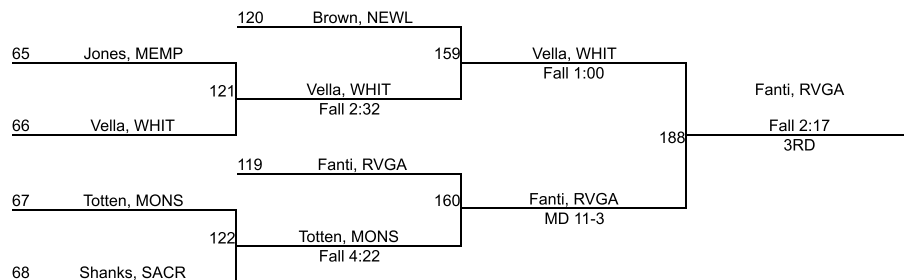 120 Brown, NEWL
65 Jones, MEMP
159 Vella, WHIT
Fall 1:00
121 Vella, WHIT
Fall 2:32
Fanti, RVGA
66 Vella, WHIT
188 Fall 2:17
3RD
119 Fanti, RVGA
67 Totten, MONS
160 Fanti, RVGA
MD 11-3
122 Totten, MONS
Fall 4:22
68 Shanks, SACR